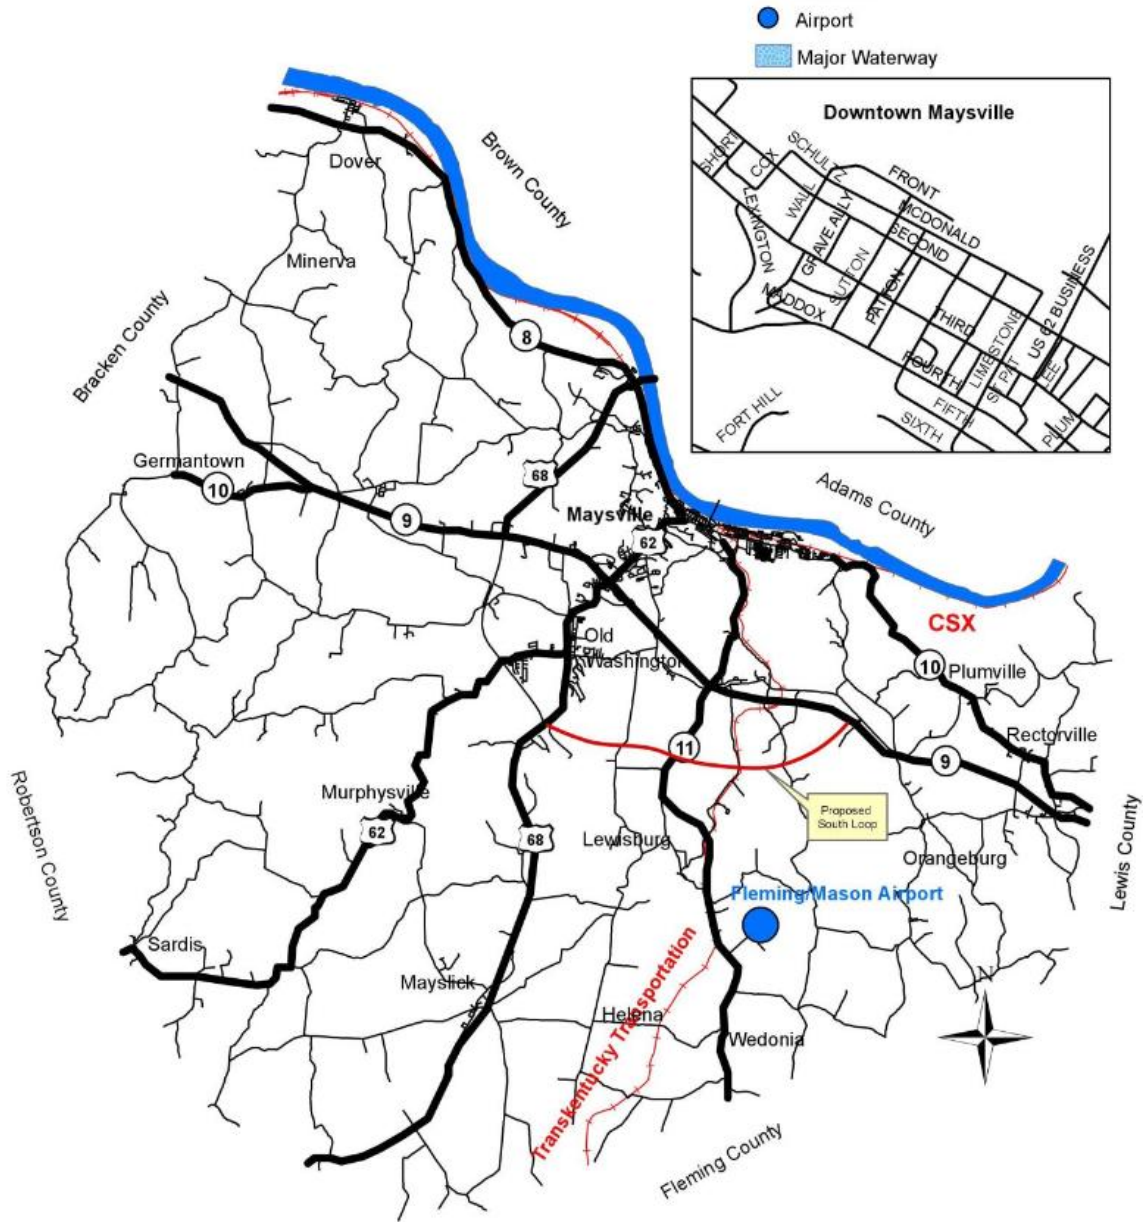 Airport
Major Waterway
Downtown Maysville
SHORT
COX
SCHULTZ
FRONT
WALL
LEXINGTON
GRAVE ALLY
MCDONALD
SECOND
SUTTON
MADDOX
PATTON
THIRD
LIMESTONE
US 62 BUSINESS
FOURTH
ST PAT
LEE
FIFTH
SIXTH
PLUM
FORT HILL
Dover
Brown County
Minerva
Bracken County
8
Germantown
10
68
9
Maysville
62
Adams County
CSX
Old
Washington
10
Plumville
Rectorville
11
9
Robertson County
Murphysville
62
68
Proposed
South Loop
Lewisburg
Orangeburg
Lewis County
Fleming/Mason Airport
Sardis
Mayslick
Transkentucky Transportation
Helena
Wedonia
N
Fleming County